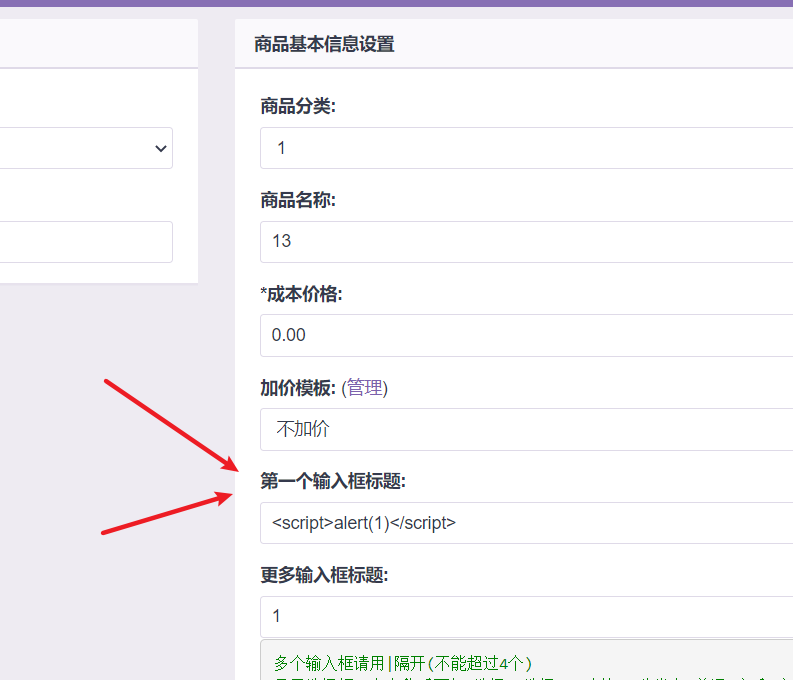 商品基本信息设置
商品分类:
1
商品名称:
13
*成本价格:
0.00
加价模板: (管理)
不加价
第一个输入框标题:
<script>alert(1)</script>
更多输入框标题:
1
多个输入框请用|隔开(不能超过4个)